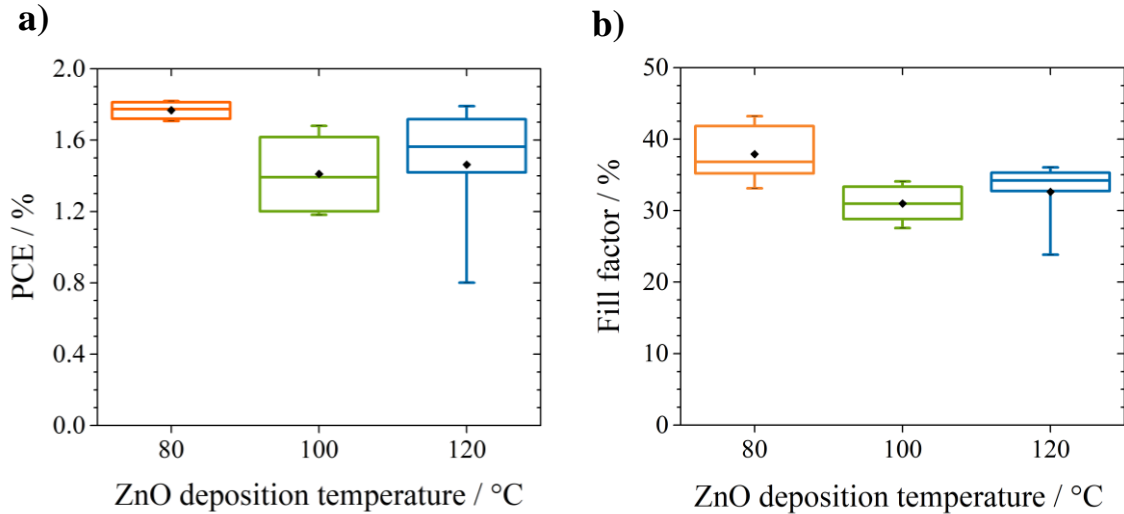 a)
2.0
1.6
1.2
0.8
0.4
0.0
PCE / %
80 100 120
ZnO deposition temperature / °C
b)
50
40
30
20
10
0
Fill factor / %
80 100 120
ZnO deposition temperature / °C